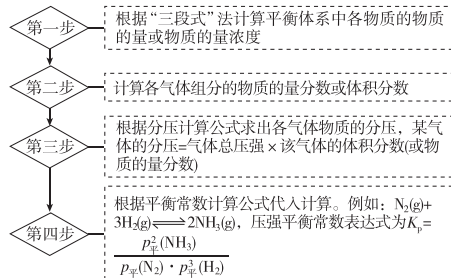 第一步
根据“三段式”法计算平衡体系中各物质的物质
的量或物质的量浓度
第二步
计算各气体组分的物质的量分数或体积分数
第三步
根据分压计算公式求出各气体物质的分压，某气
体的分压=气体总压强×该气体的体积分数(或物
质的量分数)
第四步
根据平衡常数计算公式代入计算。例如：N₂(g)+
3H₂(g)⇌2NH₃(g)，压强平衡常数表达式为Kₚ=
p²平(NH₃)
p平(N₂)·p³平(H₂)